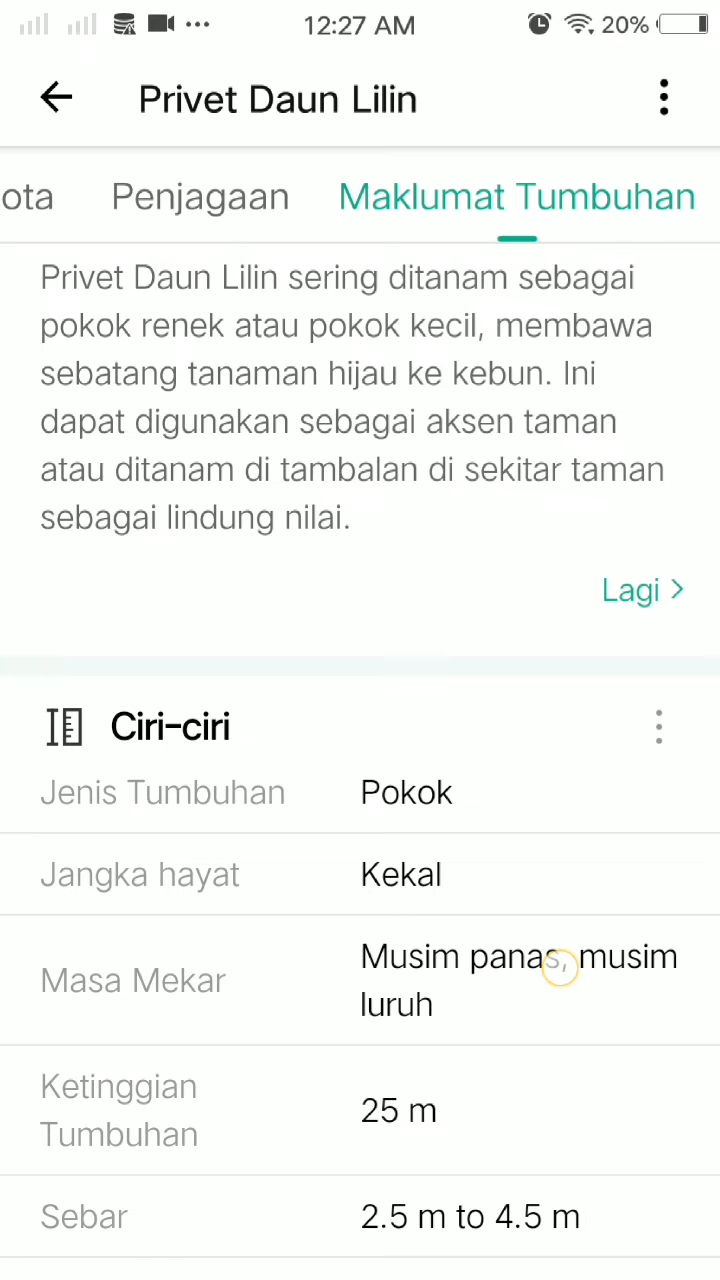 12:27 AM
20%
Privet Daun Lilin
ota
Penjagaan
Maklumat Tumbuhan
Privet Daun Lilin sering ditanam sebagai
pokok renek atau pokok kecil, membawa
sebatang tanaman hijau ke kebun. Ini
dapat digunakan sebagai aksen taman
atau ditanam di tambalan di sekitar taman
sebagai lindung nilai.
Lagi >
Ciri-ciri
Jenis Tumbuhan
Pokok
Jangka hayat
Kekal
Masa Mekar
Musim panas, musim
luruh
Ketinggian
Tumbuhan
25 m
Sebar
2.5 m to 4.5 m